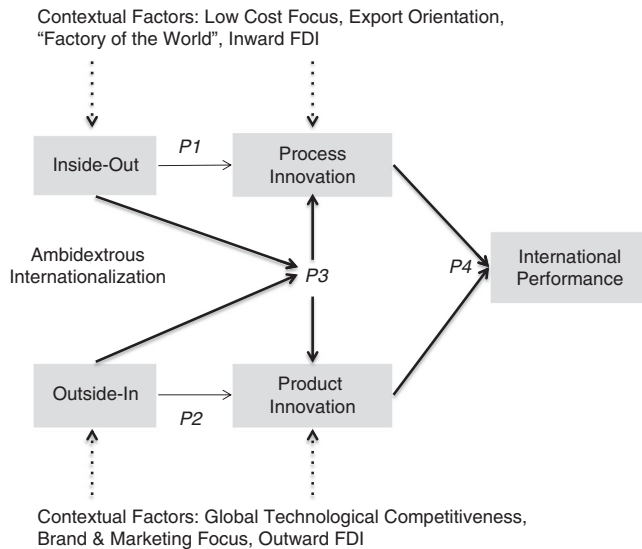 Contextual Factors: Low Cost Focus, Export Orientation,
“Factory of the World”, Inward FDI
P1
Inside-Out
Process
Innovation
Ambidextrous
Internationalization
P3
P4
International
Performance
Outside-In
P2
Product
Innovation
Contextual Factors: Global Technological Competitiveness,
Brand & Marketing Focus, Outward FDI